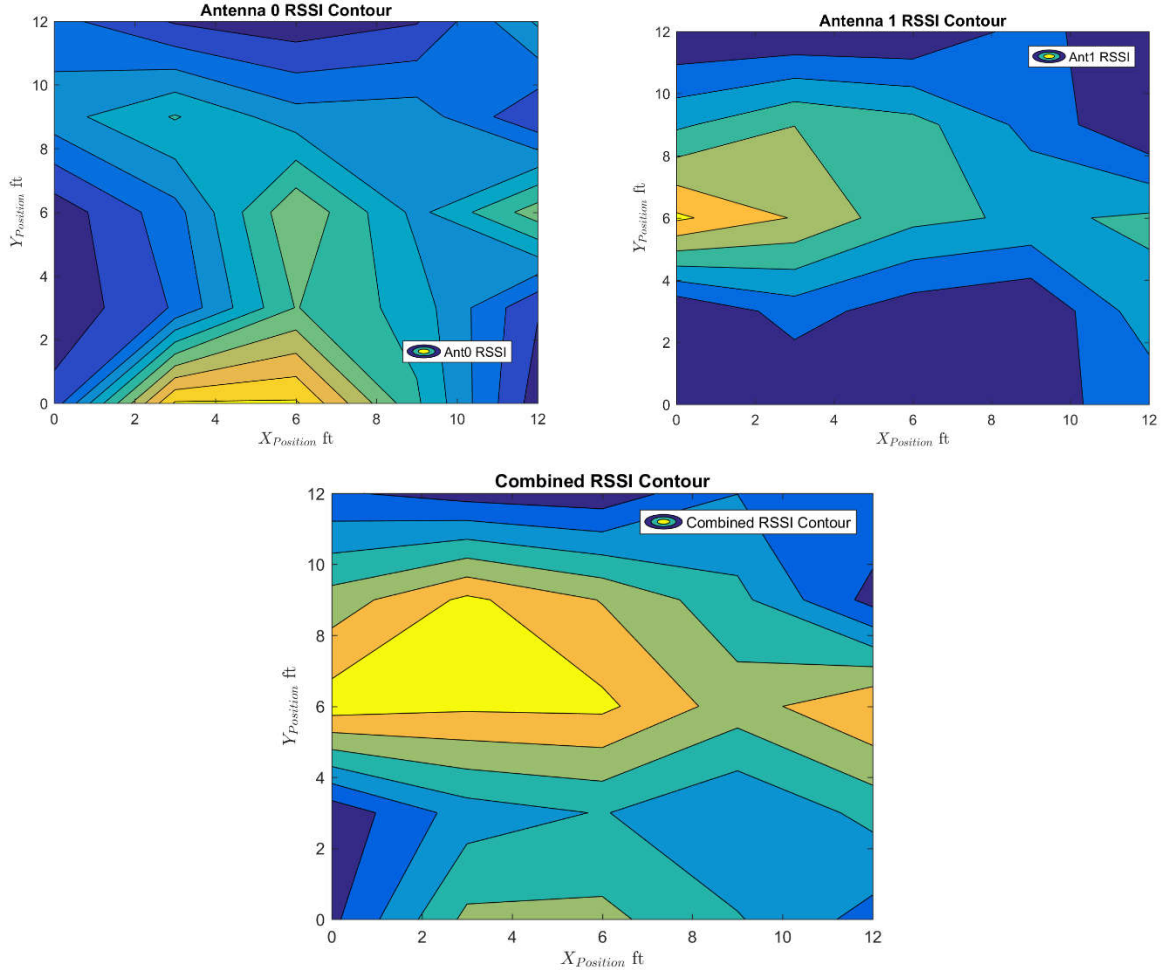 Antenna 0 RSSI Contour
12
10
8
6
4
2
0
Y_Position ft
Ant0 RSSI
0 2 4 6 8 10 12
X_Position ft
Antenna 1 RSSI Contour
12
10
8
6
4
2
0
Y_Position ft
Ant1 RSSI
0 2 4 6 8 10 12
X_Position ft
Combined RSSI Contour
12
10
8
6
4
2
0
Y_Position ft
Combined RSSI Contour
0 2 4 6 8 10 12
X_Position ft